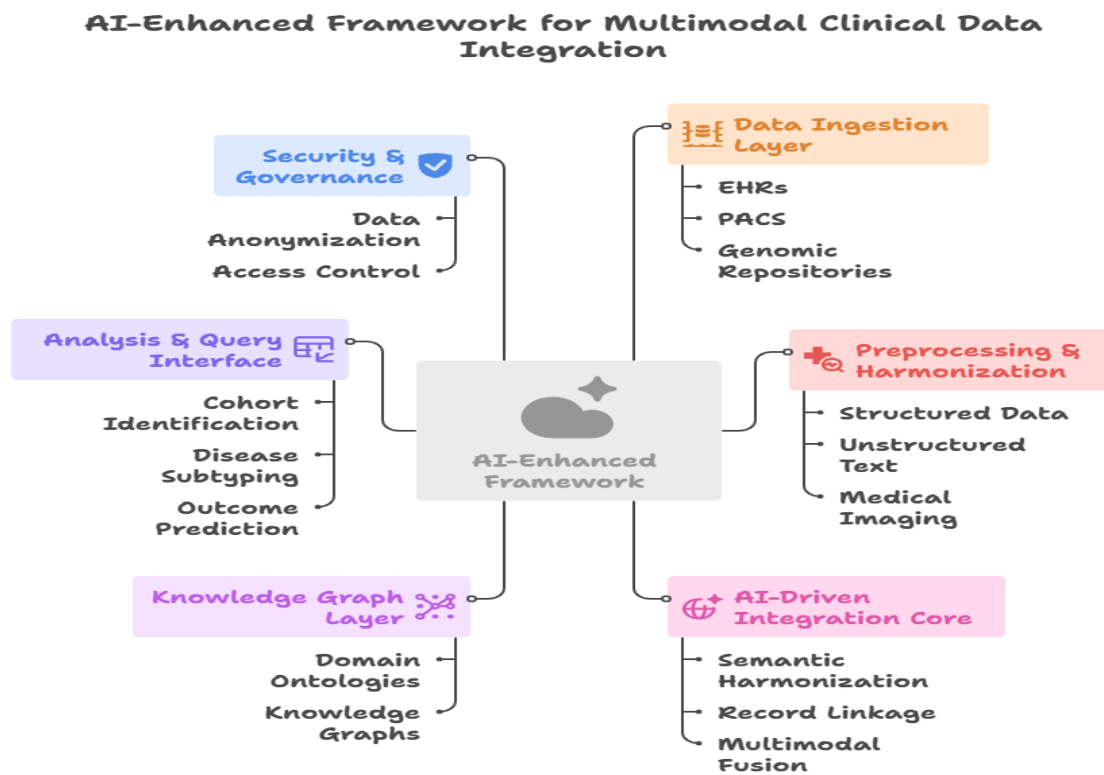 AI-Enhanced Framework for Multimodal Clinical Data
Integration
Security &
Governance
Data
Anonymization
Access Control
Data Ingestion
Layer
EHRs
PACS
Genomic
Repositories
Analysis & Query
Interface
Cohort
Identification
Disease
Subtyping
Outcome
Prediction
AI-Enhanced
Framework
Preprocessing &
Harmonization
Structured Data
Unstructured
Text
Medical
Imaging
Knowledge Graph
Layer
Domain
Ontologies
Knowledge
Graphs
AI-Driven
Integration Core
Semantic
Harmonization
Record Linkage
Multimodal
Fusion